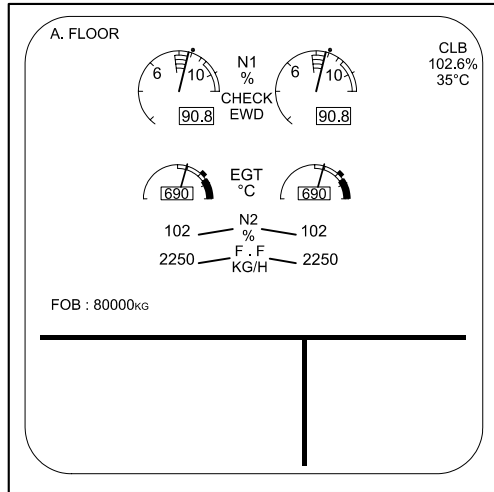 A. FLOOR
CLB
102.6%
35°C
6 10 N1 6 10
%
CHECK
90.8 EWD 90.8
EGT
690 °C 690
102 N2 102
%
2250 F . F 2250
KG/H
FOB : 80000KG